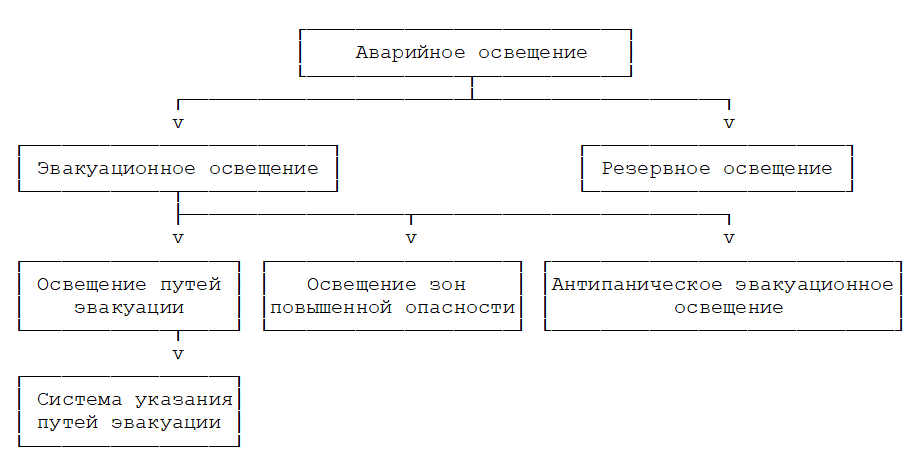 Аварийное освещение
v v
Эвакуационное освещение Резервное освещение
v v v
Освещение путей эвакуации
Освещение зон повышенной опасности
Антипаническое эвакуационное освещение
v
Система указания
путей эвакуации